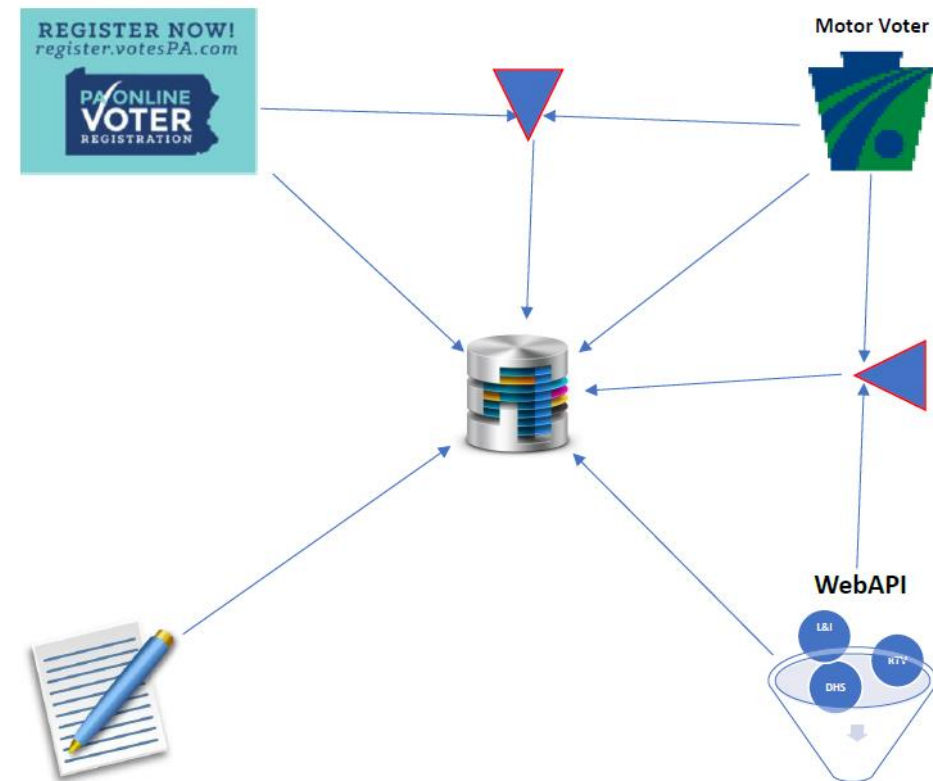 REGISTER NOW!
register.votesPA.com
PA ONLINE
VOTER
REGISTRATION
Motor Voter
WebAPI
L&I
RTV
DHS